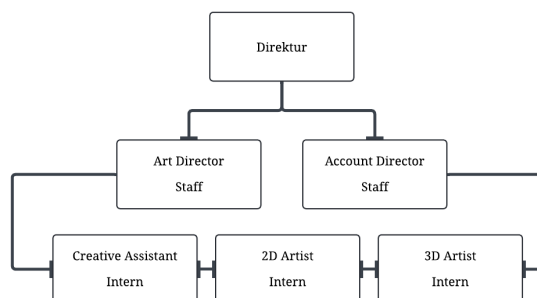 Direktur
Art Director
Staff
Account Director
Staff
Creative Assistant
Intern
2D Artist
Intern
3D Artist
Intern